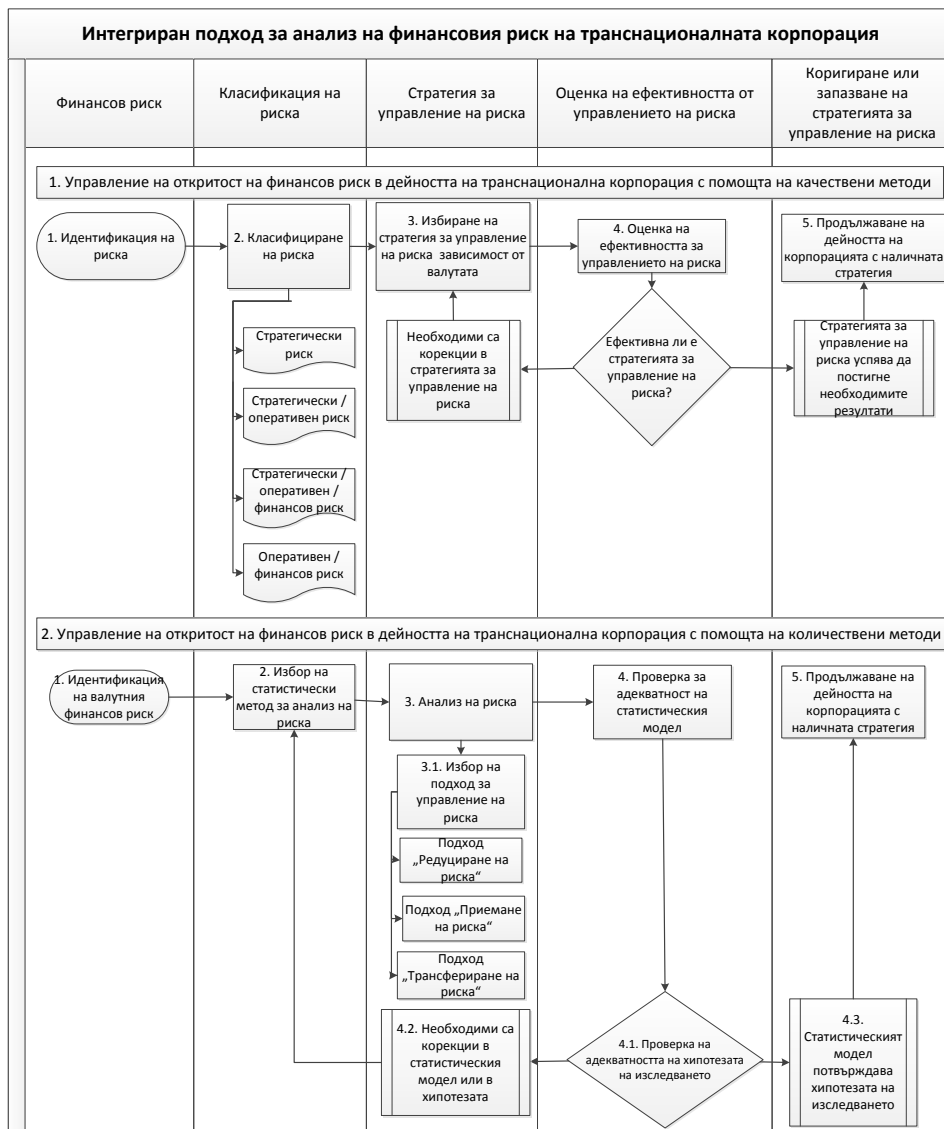 Интегриран подход за анализ на финансовия риск на транснационалната корпорация
Финансов риск
Класификация на
риска
Стратегия за
управление на риска
Оценка на ефективността от
управлението на риска
Коригиране или
запазване на
стратегията за
управление на риска
1. Управление на откритост на финансов риск в дейността на транснационална корпорация с помощта на качествени методи
1. Идентификация на
риска
2. Класифициране
на риска
3. Избиране на
стратегия за управление
на риска зависимост от
валутата
4. Оценка на
ефективността за
управлението на риска
5. Продължаване на
дейността на
корпорацията с
наличната
стратегия
Стратегически
риск
Стратегически /
оперативен риск
Стратегически /
оперативен /
финансов риск
Оперативен /
финансов риск
Необходими са
корекции в
стратегията за
управление на
риска
Ефективна ли е
стратегията за
управление на
риска?
Стратегията за
управление на
риска успява да
постигне
необходимите
резултати
2. Управление на откритост на финансов риск в дейността на транснационална корпорация с помощта на количествени методи
1. Идентификация
на валутния
финансов риск
2. Избор на
статистически
метод за анализ на
риска
3. Анализ на риска
4. Проверка за
адекватност на
статистическия
модел
5. Продължаване на
дейността на
корпорацията с
наличната стратегия
3.1. Избор на
подход за
управление на
риска
Подход
„Редуциране на
риска“
Подход „Приемане
на риска“
Подход
„Трансфериране на
риска“
4.2. Необходими са
корекции в
статистическия
модел или в
хипотезата
4.1. Проверка на
адекватността на хипотезата
на изследването
4.3.
Статистическият
модел
потвърждава
хипотезата на
изследването